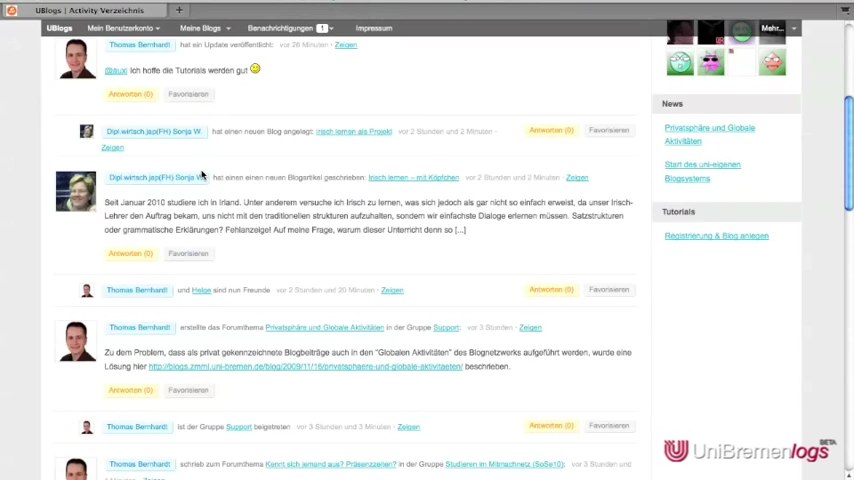 UBlogs | Activity Verzeichnis
UBlogs Mein Benutzerkonto Meine Blogs Benachrichtigungen 1 Impressum Mehr...
Thomas Bernhardt hat ein Update veröffentlicht: vor 28 Minuten · Zeigen
@auxi Ich hoffe die Tutorials werden gut
Antworten (0) Favorisieren
Dipl.wirtsch.jap(FH) Sonja W. hat einen neuen Blog angelegt: Irisch lernen als Projekt vor 2 Stunden und 2 Minuten · Antworten (0) Favorisieren
Zeigen
Dipl.wirtsch.jap(FH) Sonja W. hat einen einen neuen Blogartikel geschrieben: Irisch lernen – mit Köpfchen vor 2 Stunden und 2 Minuten · Zeigen
Seit Januar 2010 studiere ich in Irland. Unter anderem versuche ich Irisch zu lernen, was sich jedoch als gar nicht so einfach erweist, da unser Irisch-
Lehrer den Auftrag bekam, uns nicht mit den traditionellen strukturen aufzuhalten, sondern wir einfachste Dialoge erlernen müssen. Satzstrukturen
oder grammatische Erklärungen? Fehlanzeige! Auf meine Frage, warum dieser Unterricht denn so [...]
Antworten (0) Favorisieren
Thomas Bernhardt und Helge sind nun Freunde vor 2 Stunden und 20 Minuten · Zeigen Antworten (0) Favorisieren
Thomas Bernhardt erstellte das Forumthema Privatsphäre und Globale Aktivitäten in der Gruppe Support: vor 3 Stunden · Zeigen
Zu dem Problem, dass als privat gekennzeichnete Blogbeiträge auch in den "Globalen Aktivitäten" des Blognetzwerks aufgeführt werden, wurde eine
Lösung hier http://blogs.zmml.uni-bremen.de/blog/2009/11/16/privatsphaere-und-globale-aktivitaeten/ beschrieben.
Antworten (0) Favorisieren
Thomas Bernhardt ist der Gruppe Support beigetreten vor 3 Stunden und 3 Minuten · Zeigen Antworten (0) Favorisieren
Thomas Bernhardt schrieb zum Forumthema Kennt sich jemand aus? Präsenzzeiten? in der Gruppe Studieren im Mitmachnetz (SoSe10): vor 3 Stunden und
Zeigen
News
Privatsphäre und Globale
Aktivitäten
Start des uni-eigenen
Blogsystems
Tutorials
Registrierung & Blog anlegen
UniBremenlogs BETA